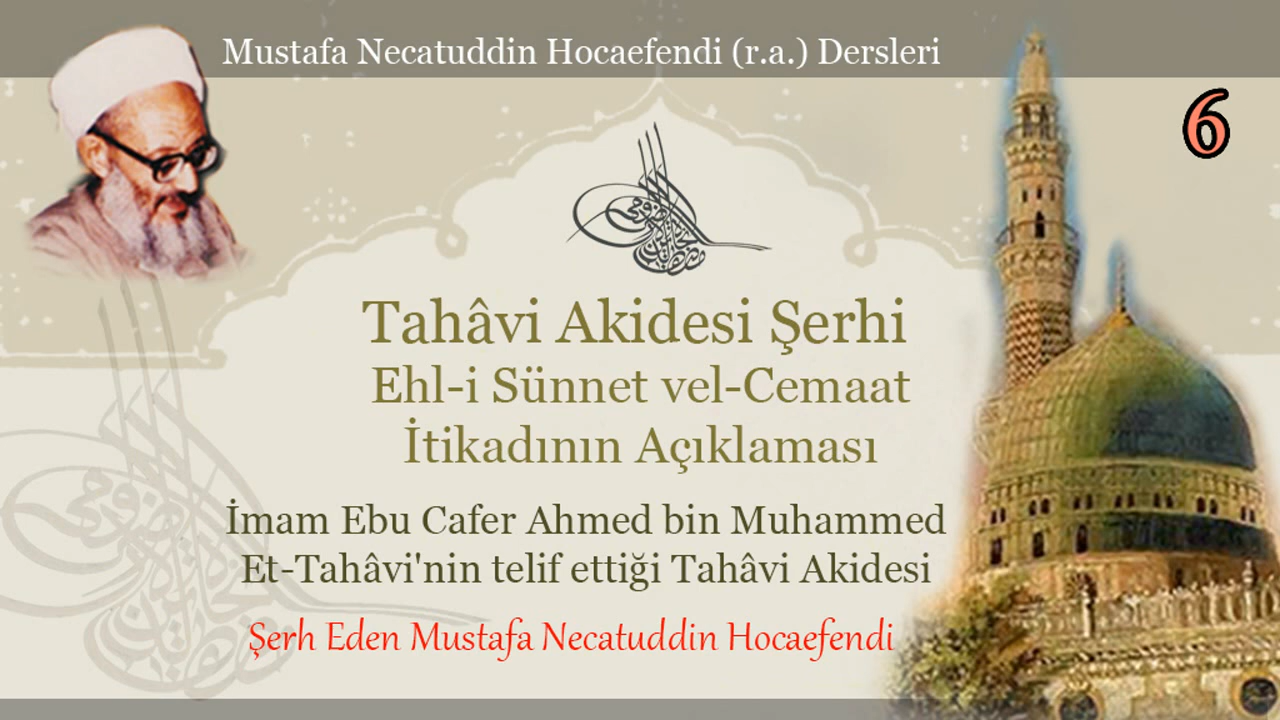 Mustafa Necatuddin Hocaefendi (r.a.) Dersleri
6
Tahâvi Akidesi Şerhi
Ehl-i Sünnet vel-Cemaat
İtikadının Açıklaması
İmam Ebu Cafer Ahmed bin Muhammed
Et-Tahâvi'nin telif ettiği Tahâvi Akidesi
Şerh Eden Mustafa Necatuddin Hocaefendi